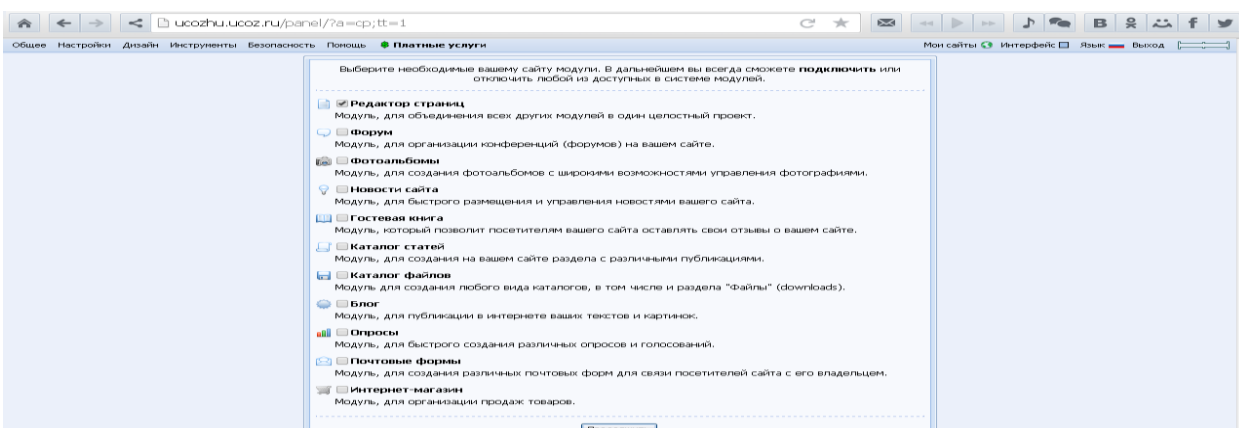 ucozhu.ucoz.ru/panel/?a=cp;tt=1
Общее Настройки Дизайн Инструменты Безопасность Помощь Платные услуги Мои сайты Интерфейс Язык Выход
Выберите необходимые вашему сайту модули. В дальнейшем вы всегда сможете подключить или
отключить любой из доступных в системе модулей.
Редактор страниц
Модуль, для объединения всех других модулей в один целостный проект.
Форум
Модуль, для организации конференций (форумов) на вашем сайте.
Фотоальбомы
Модуль, для создания фотоальбомов с широкими возможностями управления фотографиями.
Новости сайта
Модуль, для быстрого размещения и управления новостями вашего сайта.
Гостевая книга
Модуль, который позволит посетителям вашего сайта оставлять свои отзывы о вашем сайте.
Каталог статей
Модуль, для создания на вашем сайте раздела с различными публикациями.
Каталог файлов
Модуль для создания любого вида каталогов, в том числе и раздела "Файлы" (downloads).
Блог
Модуль, для публикации в интернете ваших текстов и картинок.
Опросы
Модуль, для быстрого создания различных опросов и голосований.
Почтовые формы
Модуль, для создания различных почтовых форм для связи посетителей сайта с его владельцем.
Интернет-магазин
Модуль, для организации продаж товаров.